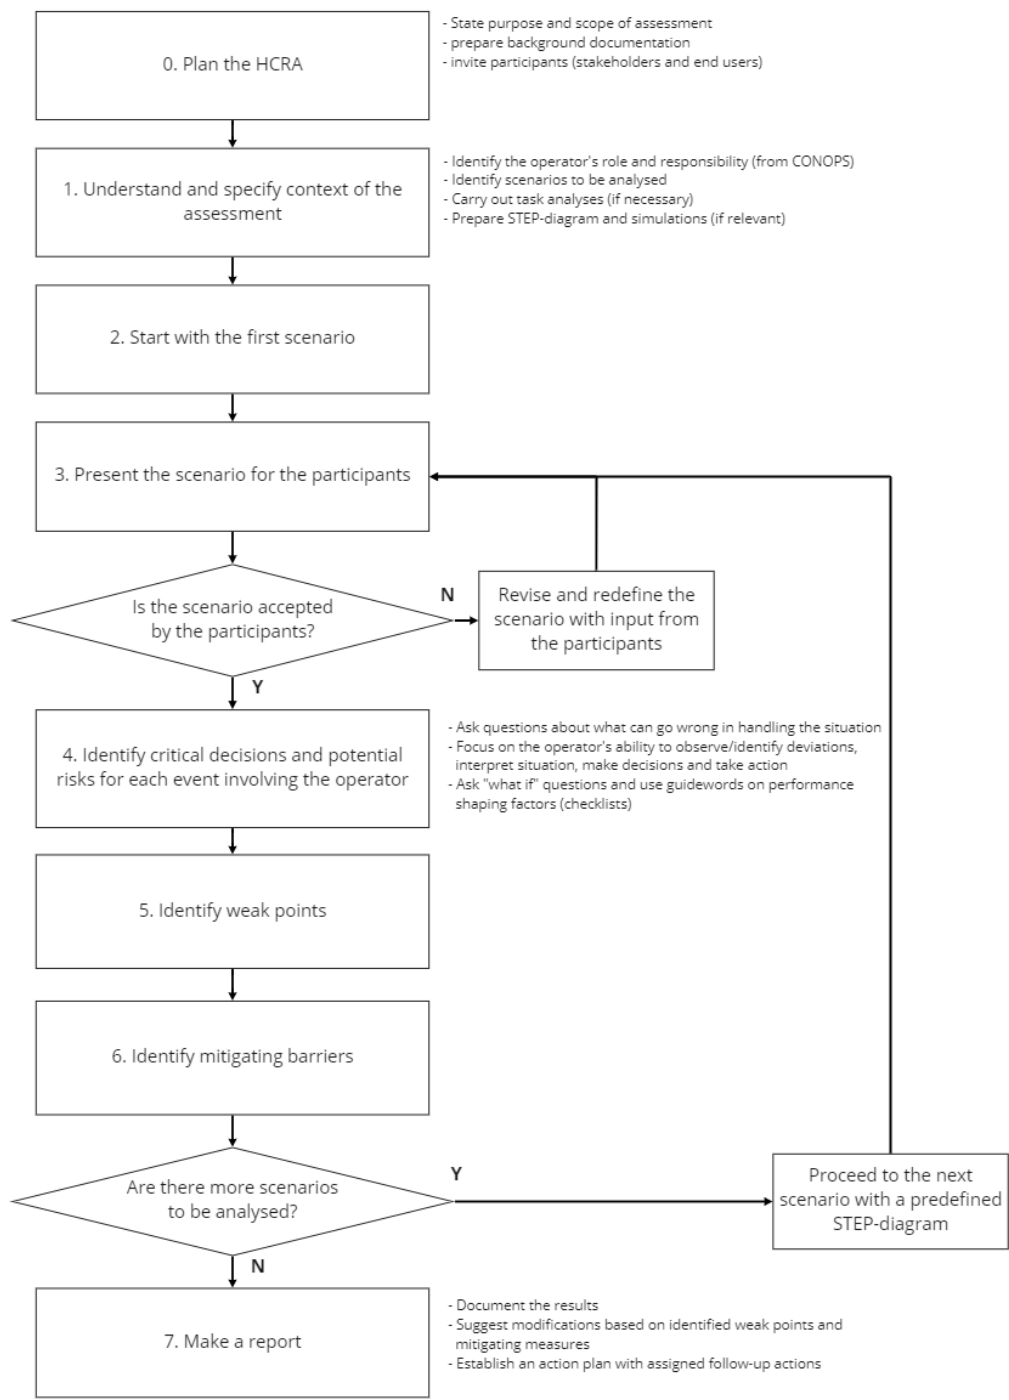 0. Plan the HCRA
- State purpose and scope of assessment
- prepare background documentation
- invite participants (stakeholders and end users)
1. Understand and specify context of the
assessment
- Identify the operator's role and responsibility (from CONOPS)
- Identify scenarios to be analysed
- Carry out task analyses (if necessary)
- Prepare STEP-diagram and simulations (if relevant)
2. Start with the first scenario
3. Present the scenario for the participants
Is the scenario accepted
by the participants?
N
Revise and redefine the
scenario with input from
the participants
Y
4. Identify critical decisions and potential
risks for each event involving the operator
- Ask questions about what can go wrong in handling the situation
- Focus on the operator's ability to observe/identify deviations,
interpret situation, make decisions and take action
- Ask "what if" questions and use guidewords on performance
shaping factors (checklists)
5. Identify weak points
6. Identify mitigating barriers
Are there more scenarios
to be analysed?
Y
Proceed to the next
scenario with a predefined
STEP-diagram
N
7. Make a report
- Document the results
- Suggest modifications based on identified weak points and
mitigating measures
- Establish an action plan with assigned follow-up actions